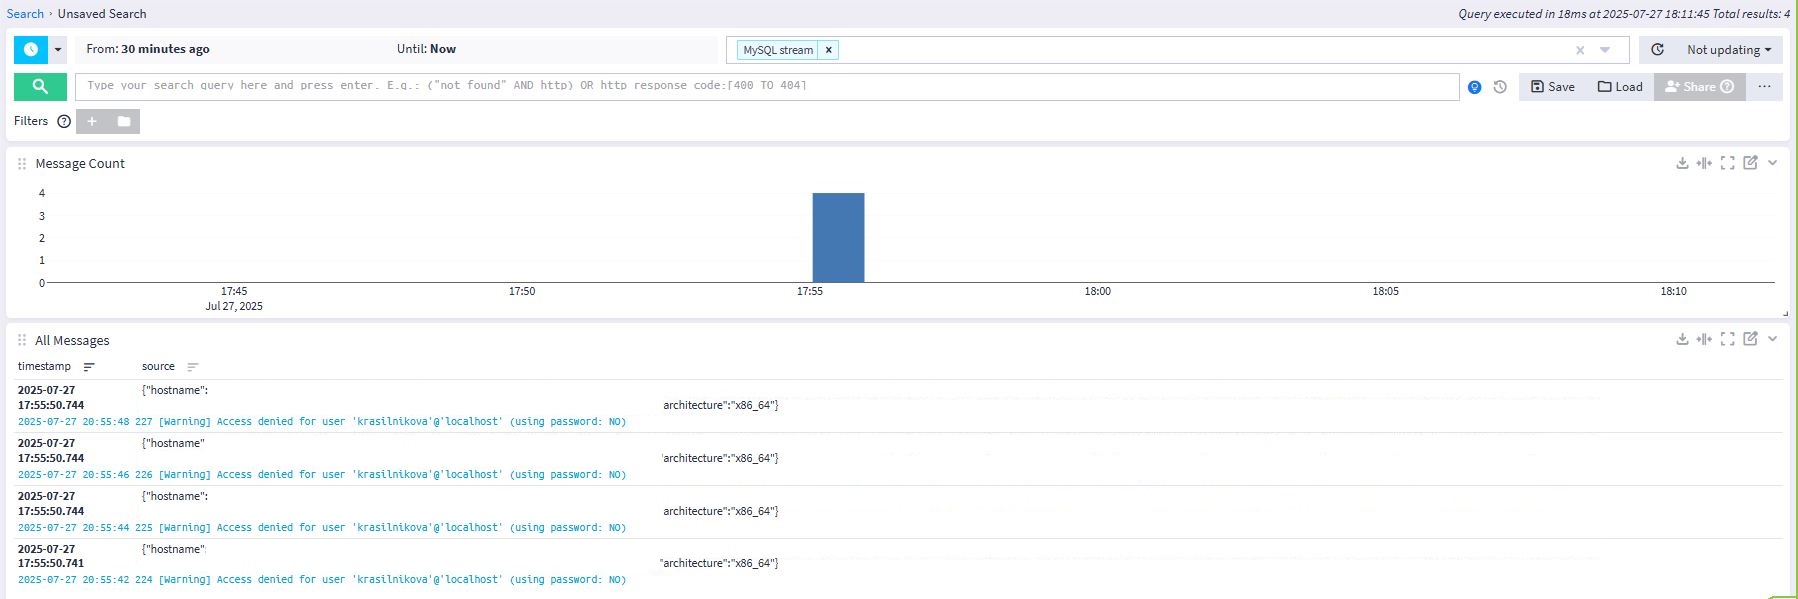 Search › Unsaved Search
Query executed in 18ms at 2025-07-27 18:11:45 Total results: 4
From: 30 minutes ago
Until: Now
MySQL stream ×
Not updating
Type your search query here and press enter. E.g.: ("not found" AND http) OR http_response_code:[400 TO 404]
Save
Load
Share
Filters
Message Count
4
3
2
1
0
17:45
17:50
17:55
18:00
18:05
18:10
Jul 27, 2025
All Messages
timestamp
source
2025-07-27 {"hostname":
17:55:50.744 architecture":"x86_64"}
2025-07-27 20:55:48 227 [Warning] Access denied for user 'krasilnikova'@'localhost' (using password: NO)
2025-07-27 {"hostname"
17:55:50.744 'architecture":"x86_64"}
2025-07-27 20:55:46 226 [Warning] Access denied for user 'krasilnikova'@'localhost' (using password: NO)
2025-07-27 {"hostname":
17:55:50.744 architecture":"x86_64"}
2025-07-27 20:55:44 225 [Warning] Access denied for user 'krasilnikova'@'localhost' (using password: NO)
2025-07-27 {"hostname":
17:55:50.741 "architecture":"x86_64"}
2025-07-27 20:55:42 224 [Warning] Access denied for user 'krasilnikova'@'localhost' (using password: NO)